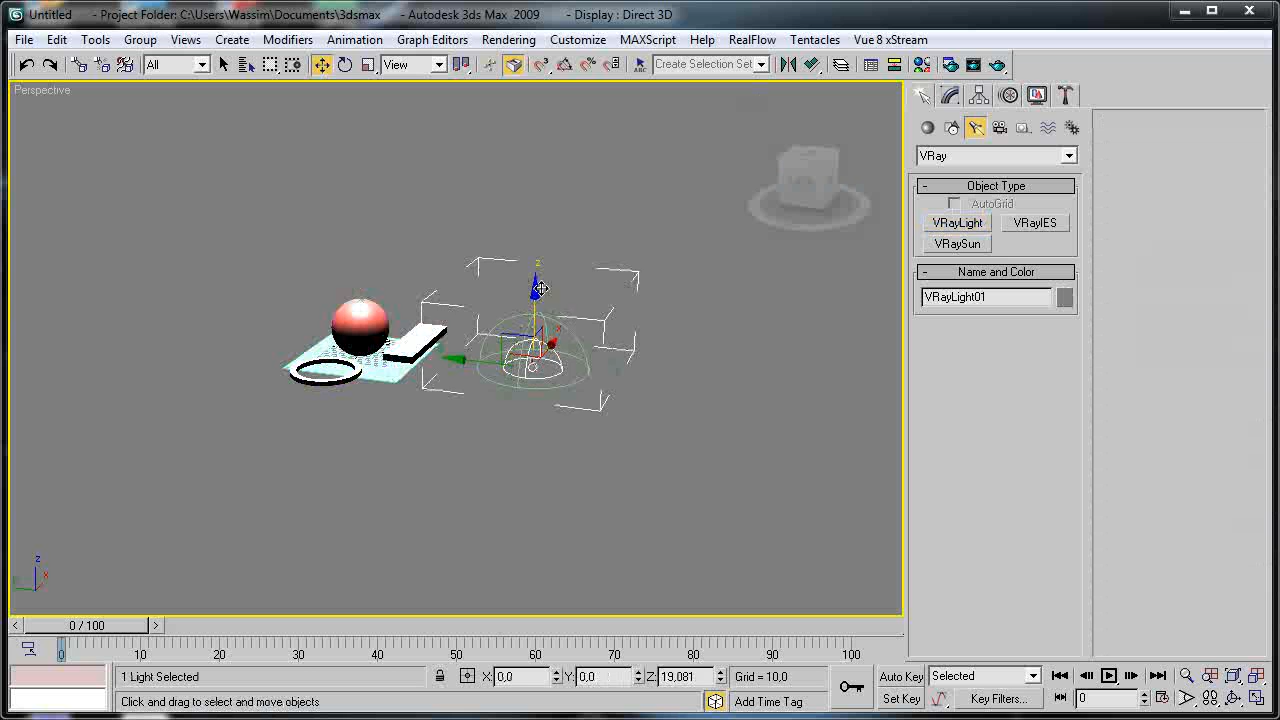 Untitled - Project Folder: C:\Users\Wassim\Documents\3dsmax - Autodesk 3ds Max 2009 - Display : Direct 3D
File Edit Tools Group Views Create Modifiers Animation Graph Editors Rendering Customize MAXScript Help RealFlow Tentacles Vue 8 xStream
All View Create Selection Set ABC
Perspective
VRay
- Object Type
AutoGrid
VRayLight VRayIES
VRaySun
- Name and Color
VRayLight01
z
x
z
x
< 0 / 100 >
0 10 20 30 40 50 60 70 80 90 100
1 Light Selected X: 0,0 Y: 0,0 Z: 19,081 Grid = 10,0 Auto Key Selected
Click and drag to select and move objects Add Time Tag Set Key Key Filters... 0